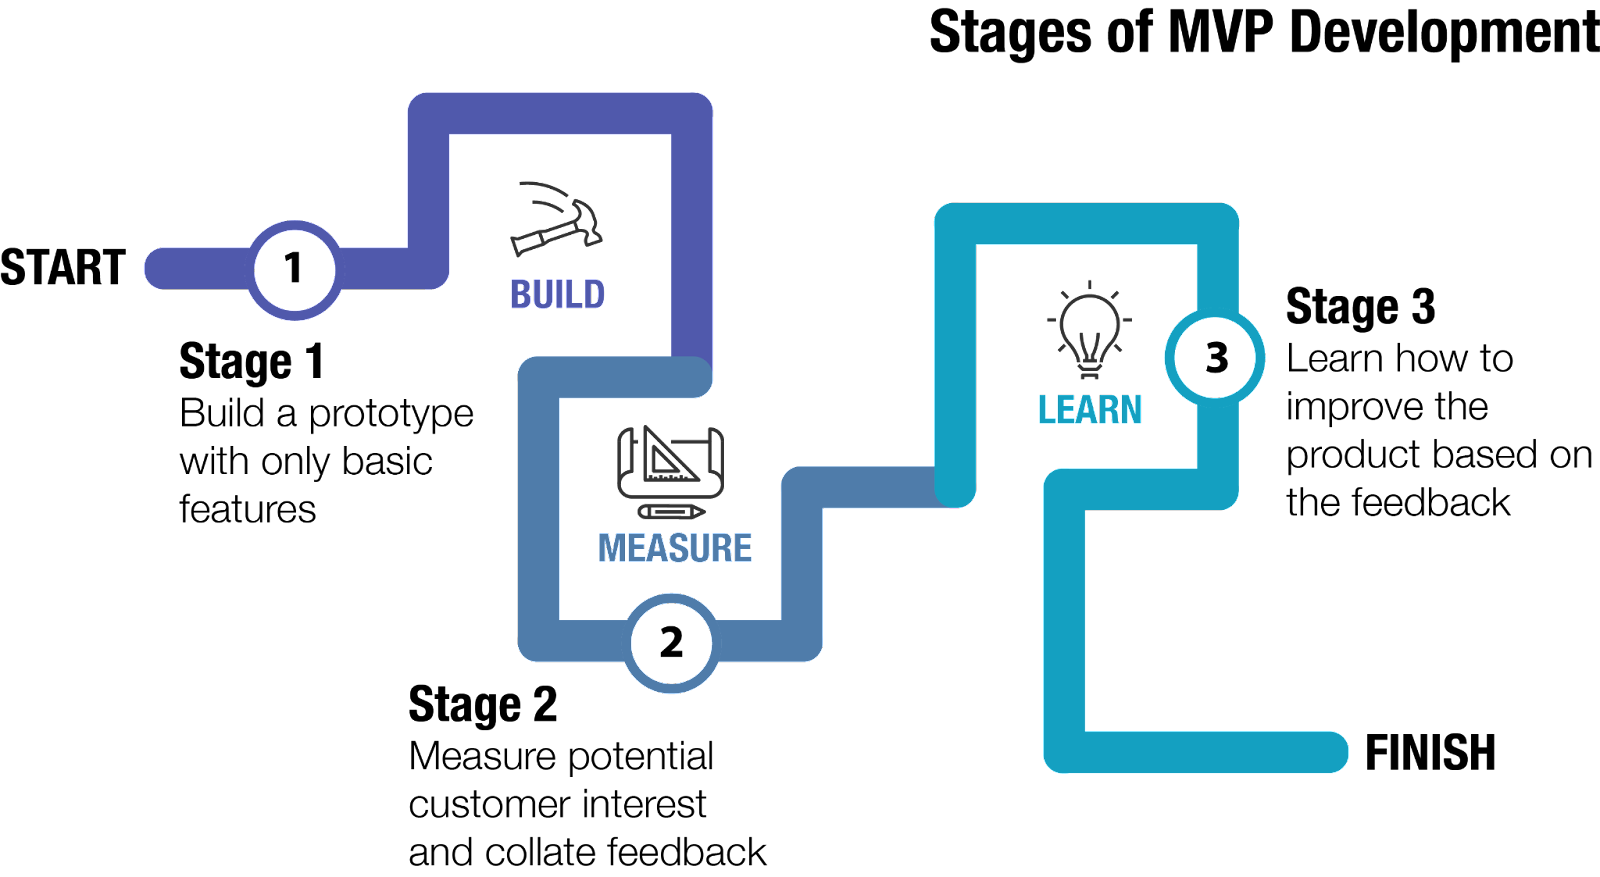 Stages of MVP Development
START
1
BUILD
Stage 1
Build a prototype
with only basic
features
MEASURE
2
Stage 2
Measure potential
customer interest
and collate feedback
LEARN
3
Stage 3
Learn how to
improve the
product based on
the feedback
FINISH